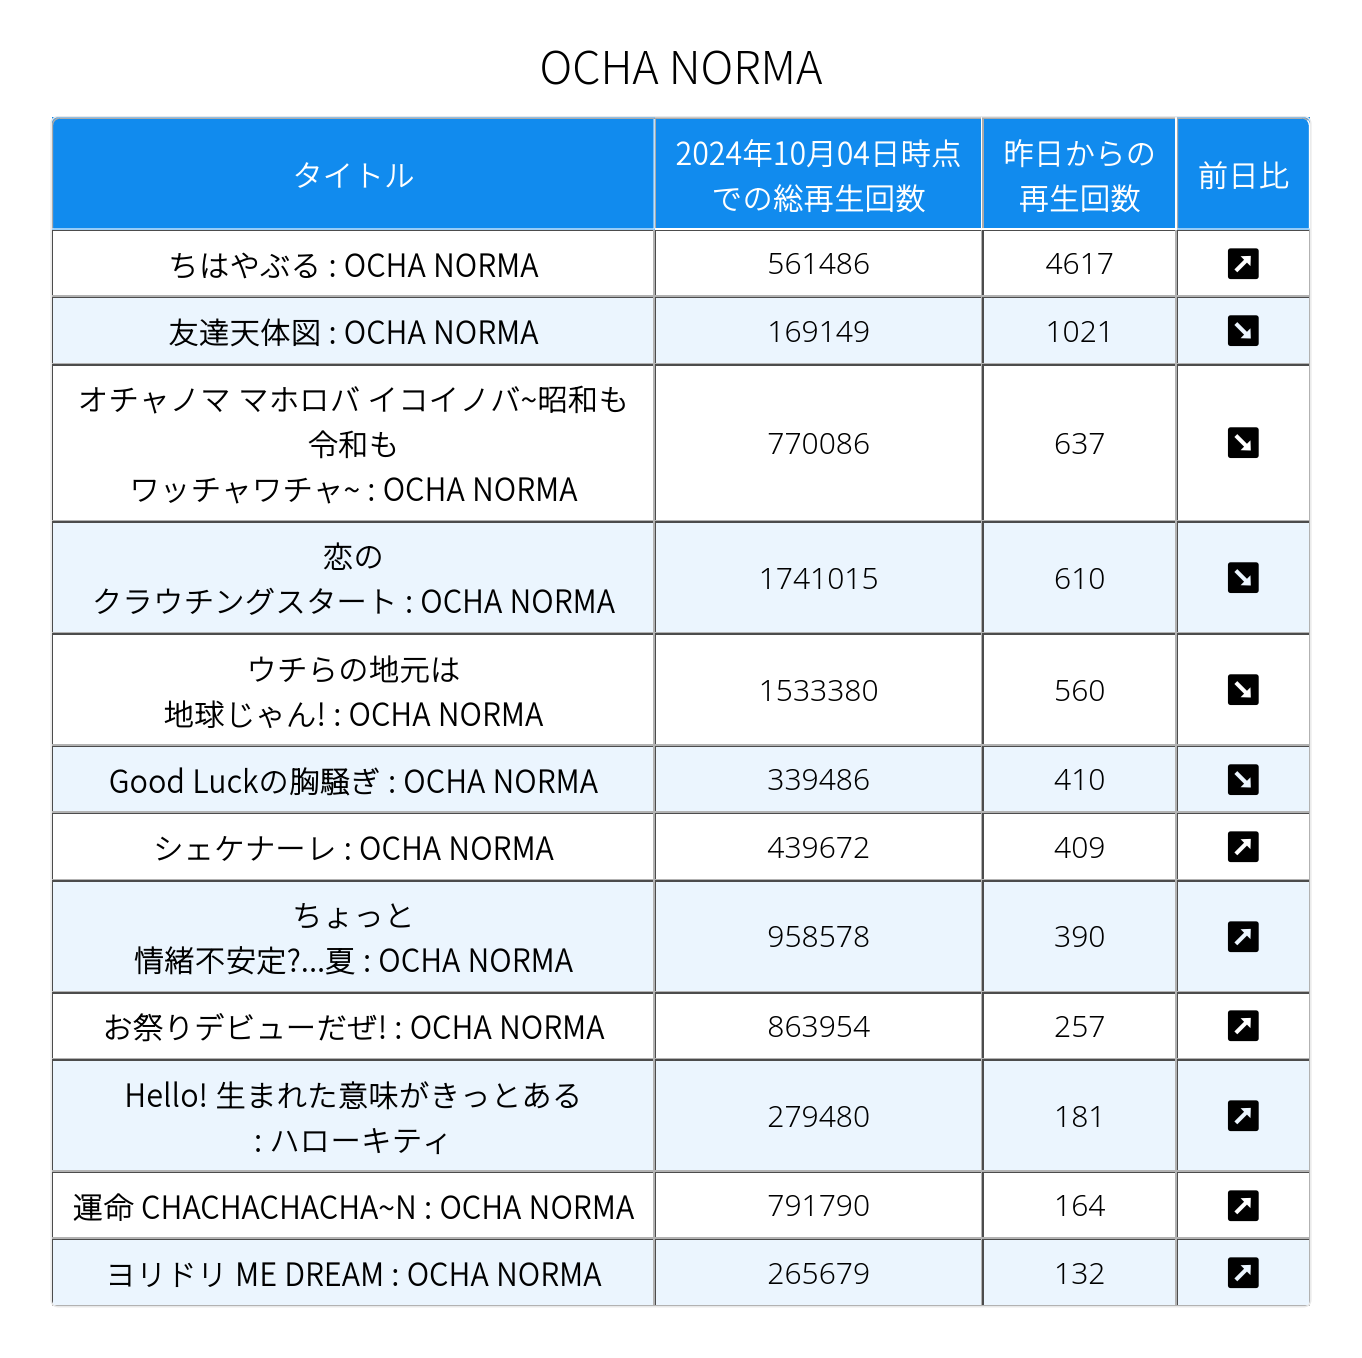 OCHA NORMA
タイトル
2024年10月04日時点
での総再生回数
昨日からの
再生回数
前日比
ちはやぶる : OCHA NORMA
561486
4617
友達天体図 : OCHA NORMA
169149
1021
オチャノマ マホロバ イコイノバ~昭和も
令和も
ワッチャワチャ~ : OCHA NORMA
770086
637
恋の
クラウチングスタート : OCHA NORMA
1741015
610
ウチらの地元は
地球じゃん! : OCHA NORMA
1533380
560
Good Luckの胸騒ぎ : OCHA NORMA
339486
410
シェケナーレ : OCHA NORMA
439672
409
ちょっと
情緒不安定?...夏 : OCHA NORMA
958578
390
お祭りデビューだぜ! : OCHA NORMA
863954
257
Hello! 生まれた意味がきっとある
: ハローキティ
279480
181
運命 CHACHACHACHA~N : OCHA NORMA
791790
164
ヨリドリ ME DREAM : OCHA NORMA
265679
132